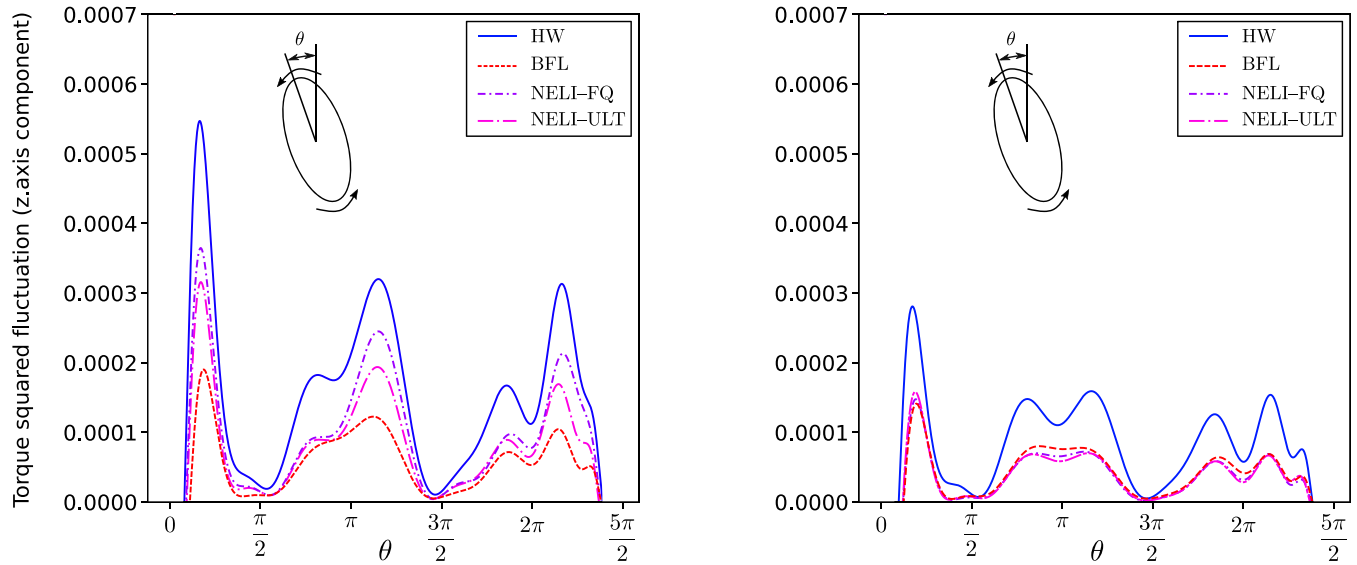 Torque squared fluctuation (z.axis component)
0.0007
0.0006
0.0005
0.0004
0.0003
0.0002
0.0001
0.0000
θ
HW
BFL
NELI–FQ
NELI–ULT
0
π/2
π
3π/2
2π
5π/2
θ
0.0007
0.0006
0.0005
0.0004
0.0003
0.0002
0.0001
0.0000
θ
HW
BFL
NELI–FQ
NELI–ULT
0
π/2
π
3π/2
2π
5π/2
θ